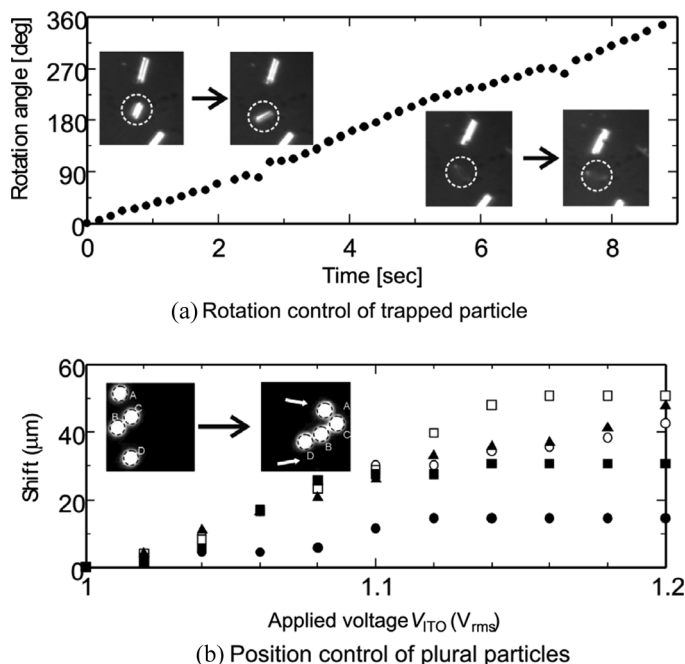 360
270
180
90
0
Rotation angle [deg]
0 2 4 6 8
Time [sec]
(a) Rotation control of trapped particle
60
40
20
0
Shift (μm)
A
B C
D
A
C
D B
1 1.1 1.2
Applied voltage VITO (Vrms)
(b) Position control of plural particles